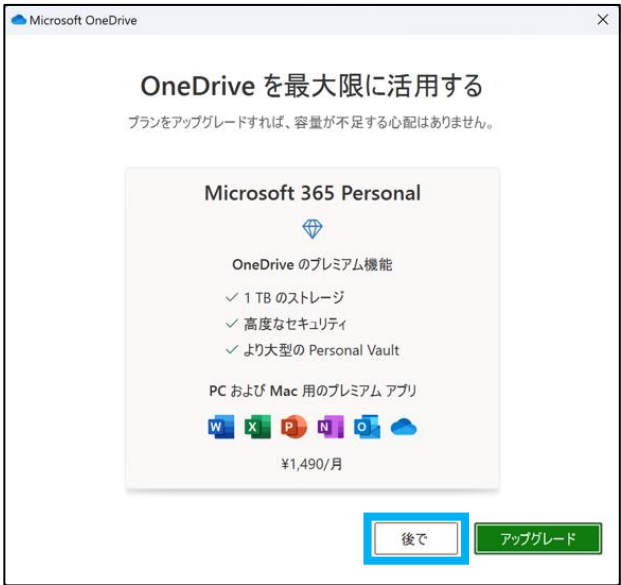 Microsoft OneDrive
OneDrive を最大限に活用する
プランをアップグレードすれば、容量が不足する心配はありません。
Microsoft 365 Personal
OneDrive のプレミアム機能
✓ 1 TB のストレージ
✓ 高度なセキュリティ
✓ より大型の Personal Vault
PC および Mac 用のプレミアム アプリ
W X P N O
¥1,490/月
後で アップグレード